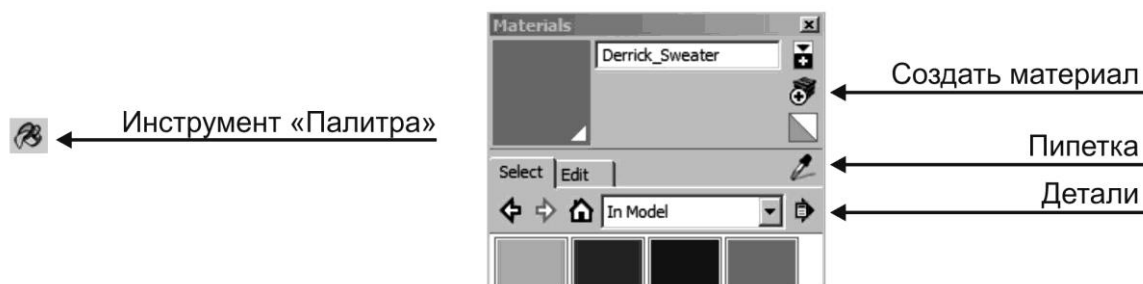 Materials
Derrick_Sweater
Создать материал
Инструмент «Палитра»
Пипетка
Select Edit
Детали
In Model